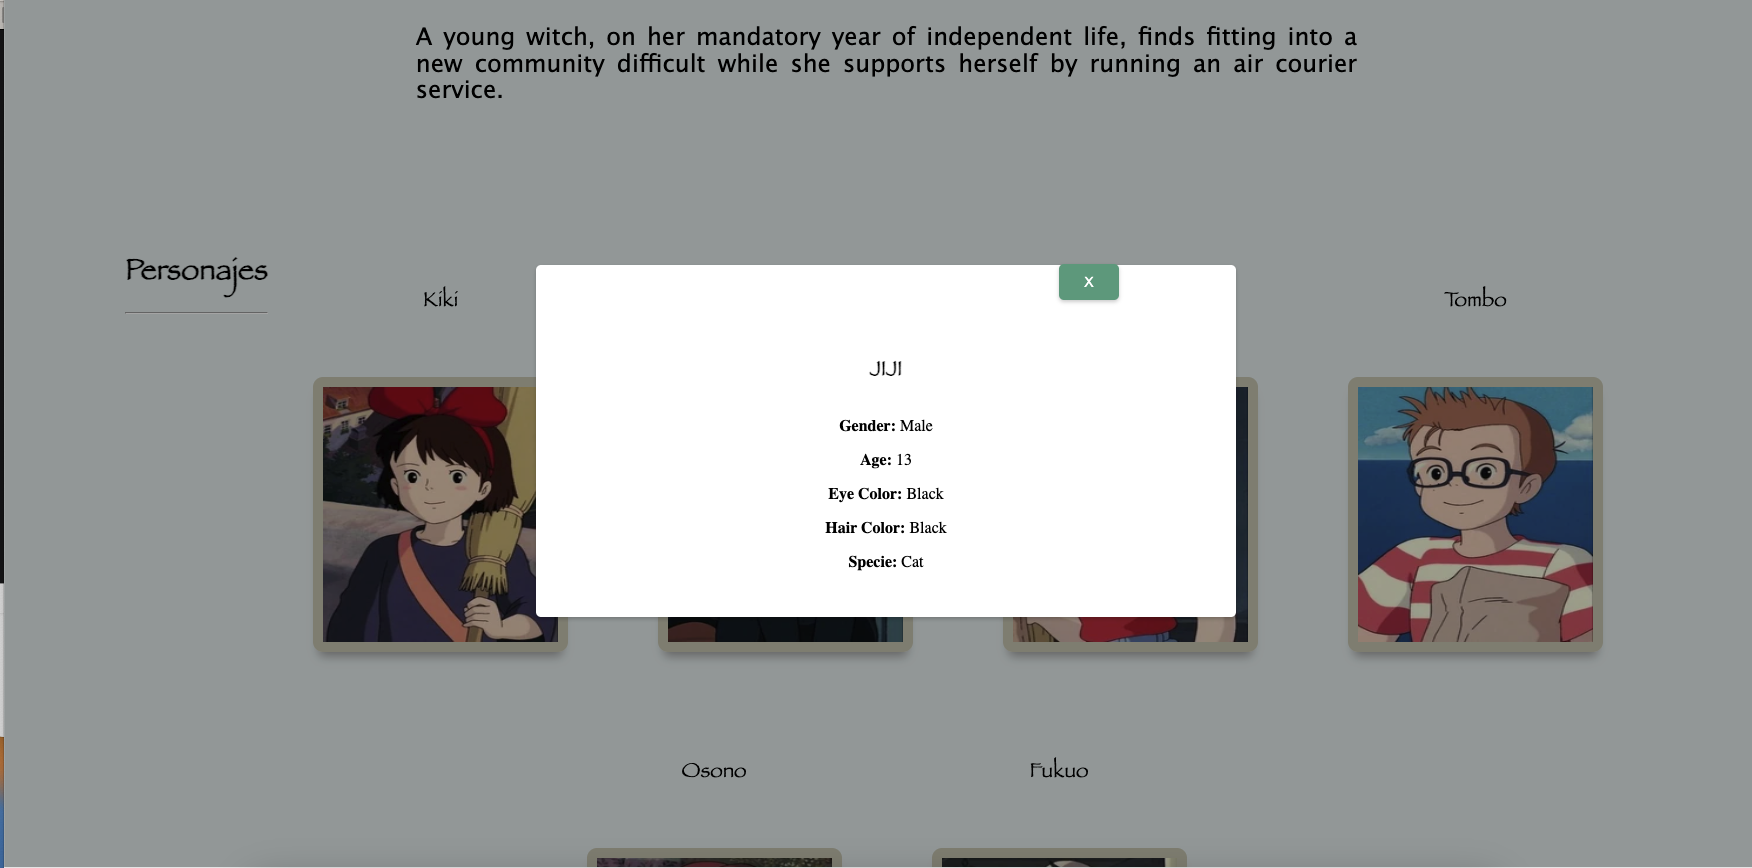 A young witch, on her mandatory year of independent life, finds fitting into a
new community difficult while she supports herself by running an air courier
service.
Personajes
Kiki
Tombo
X
JIJI
Gender: Male
Age: 13
Eye Color: Black
Hair Color: Black
Specie: Cat
Osono
Fukuo